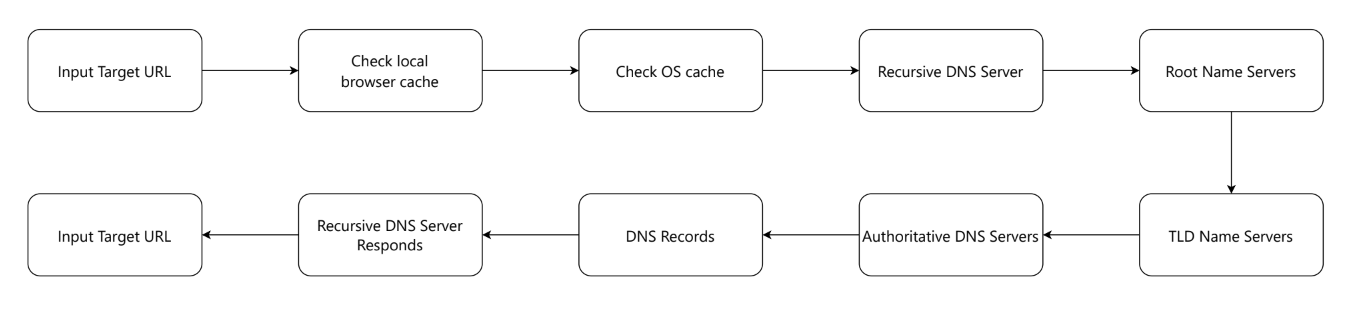 Input Target URL
Check local
browser cache
Check OS cache
Recursive DNS Server
Root Name Servers
Input Target URL
Recursive DNS Server
Responds
DNS Records
Authoritative DNS Servers
TLD Name Servers